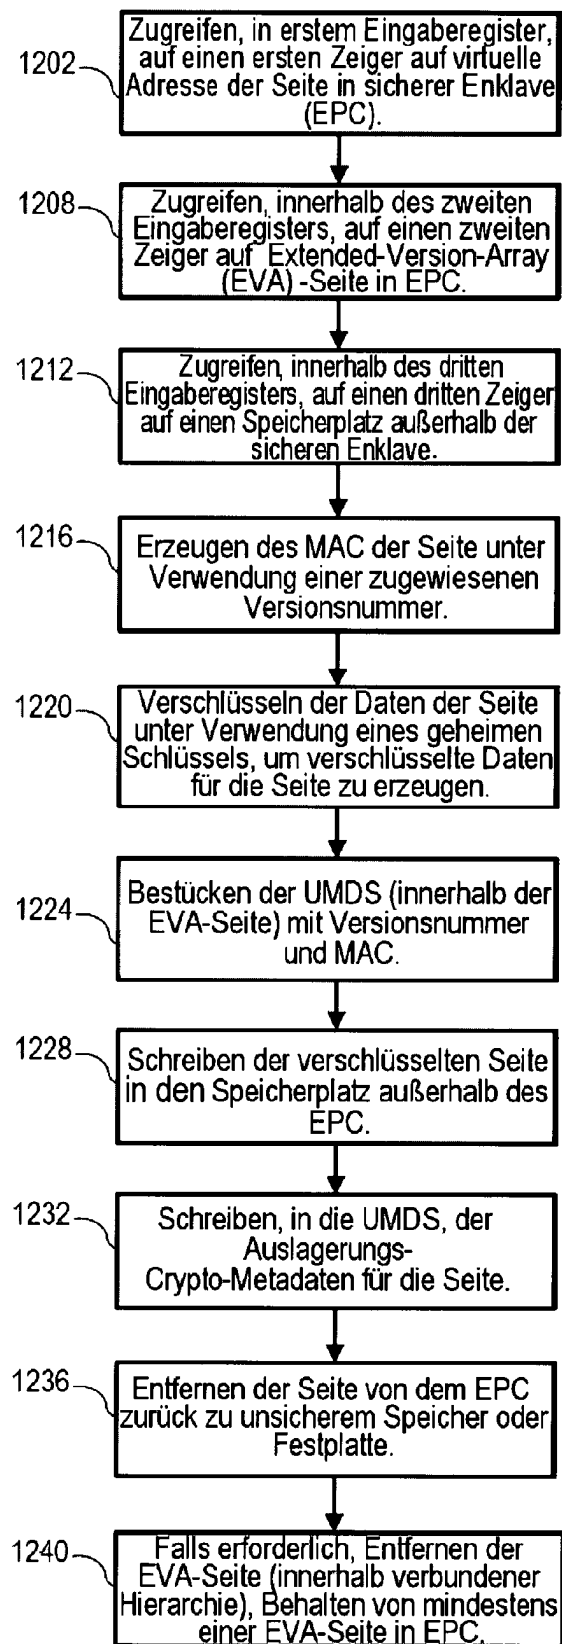 1202
Zugreifen, in erstem Eingaberegister,
auf einen ersten Zeiger auf virtuelle
Adresse der Seite in sicherer Enklave
(EPC).
1208
Zugreifen, innerhalb des zweiten
Eingaberegisters, auf einen zweiten
Zeiger auf Extended-Version-Array
(EVA) -Seite in EPC.
1212
Zugreifen, innerhalb des dritten
Eingaberegisters, auf einen dritten Zeiger
auf einen Speicherplatz außerhalb der
sicheren Enklave.
1216
Erzeugen des MAC der Seite unter
Verwendung einer zugewiesenen
Versionsnummer.
1220
Verschlüsseln der Daten der Seite
unter Verwendung eines geheimen
Schlüssels, um verschlüsselte Daten
für die Seite zu erzeugen.
1224
Bestücken der UMDS (innerhalb der
EVA-Seite) mit Versionsnummer
und MAC.
1228
Schreiben der verschlüsselten Seite
in den Speicherplatz außerhalb des
EPC.
1232
Schreiben, in die UMDS, der
Auslagerungs-
Crypto-Metadaten für die Seite.
1236
Entfernen der Seite von dem EPC
zurück zu unsicherem Speicher oder
Festplatte.
1240
Falls erforderlich, Entfernen der
EVA-Seite (innerhalb verbundener
Hierarchie), Behalten von mindestens
einer EVA-Seite in EPC.